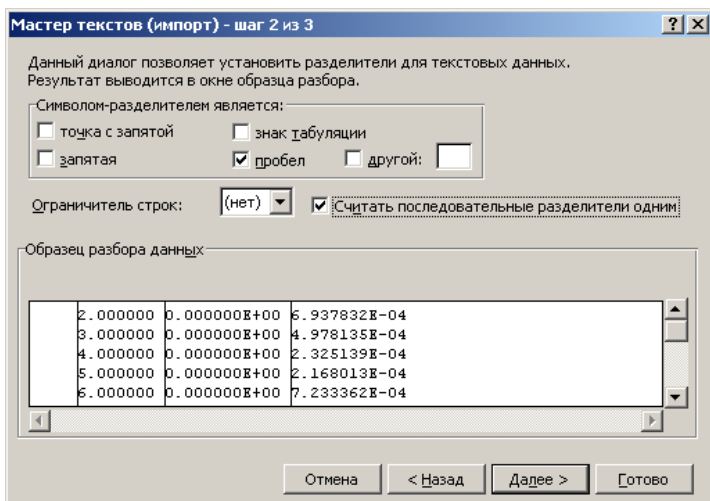 Мастер текстов (импорт) - шаг 2 из 3
Данный диалог позволяет установить разделители для текстовых данных.
Результат выводится в окне образца разбора.
Символом-разделителем является:
точка с запятой
знак табуляции
запятая
пробел
другой:
Ограничитель строк:
(нет)
Считать последовательные разделители одним
Образец разбора данных
2.000000 0.000000E+00 6.937832E-04
3.000000 0.000000E+00 4.978135E-04
4.000000 0.000000E+00 2.325139E-04
5.000000 0.000000E+00 2.168013E-04
6.000000 0.000000E+00 7.233362E-04
Отмена
< Назад
Далее >
Готово